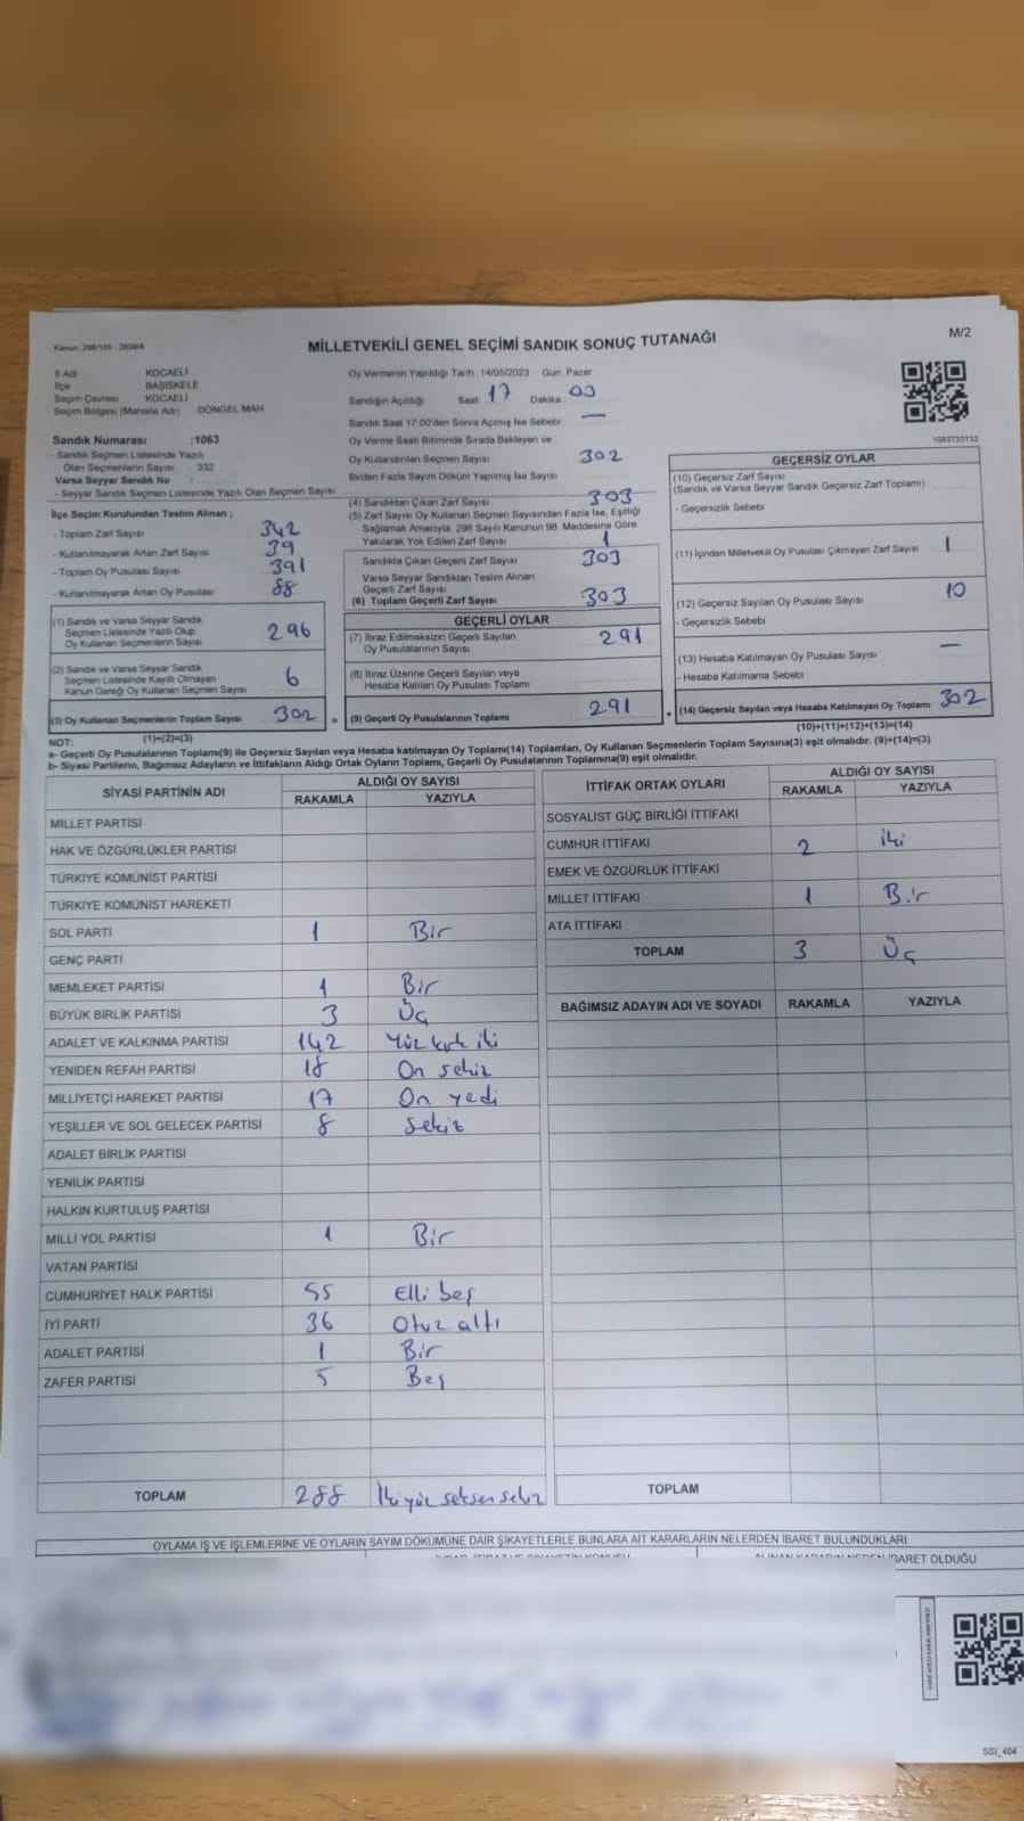 MİLLETVEKİLİ GENEL SEÇİMİ SANDIK SONUÇ TUTANAĞI
M/2
İl Adı KOCAELİ
İlçe BAŞİSKELE
Seçim Çevresi KOCAELİ
Seçim Bölgesi (Mahalle Adı) DÖNGEL MAH
Sandık Numarası :1063
Sandık Seçmen Listesinde Yazılı
Olan Seçmenlerin Sayısı 332
Varsa Seyyar Sandık No
- Seyyar Sandık Seçmen Listesinde Yazılı Olan Seçmen Sayısı
İlçe Seçim Kurulundan Teslim Alınan ;
- Toplam Zarf Sayısı 342
- Kullanılmayarak Artan Zarf Sayısı 39
- Toplam Oy Pusulası Sayısı 391
- Kullanılmayarak Artan Oy Pusulası 88
(1) Sandık ve Varsa Seyyar Sandık
Seçmen Listesinde Yazılı Olup
Oy Kullanan Seçmenlerin Sayısı 296
(2) Sandık ve Varsa Seyyar Sandık
Seçmen Listesinde Kayıtlı Olmayan
Kanun Gereği Oy Kullanan Seçmen Sayısı 6
(3) Oy Kullanan Seçmenlerin Toplam Sayısı 302
(1)+(2)=(3)
Oy Vermenin Yapıldığı Tarih :14/05/2023 Gün: Pazar
Sandığın Açıldığı Saat 17 Dakika 00
Sandık Saat 17:00'den Sonra Açılmış İse Sebebi —
Oy Verme Saati Bitiminde Sırada Bekleyen ve
Oy Kullandırılan Seçmen Sayısı 302
Birden Fazla Sayım Döküm Yapılmış İse Sayısı
(4) Sandıktan Çıkan Zarf Sayısı 303
(5) Zarf Sayısı Oy Kullanan Seçmen Sayısından Fazla İse, Eşitliği
Sağlamak Amacıyla, 298 Sayılı Kanunun 98. Maddesine Göre
Yakılarak Yok Edilen Zarf Sayısı 1
Sandıkta Çıkan Geçerli Zarf Sayısı 303
Varsa Seyyar Sandıktan Teslim Alınan
Geçerli Zarf Sayısı
(6) Toplam Geçerli Zarf Sayısı 303
GEÇERLİ OYLAR
(7) İtiraz Edilmeksizin Geçerli Sayılan
Oy Pusulalarının Sayısı 291
(8) İtiraz Üzerine Geçerli Sayılan veya
Hesaba Katılan Oy Pusulası Toplamı
(9) Geçerli Oy Pusulalarının Toplamı 291
GEÇERSİZ OYLAR
(10) Geçersiz Zarf Sayısı
(Sandık ve Varsa Seyyar Sandık Geçersiz Zarf Toplamı)
- Geçersizlik Sebebi
(11) İçinden Milletvekili Oy Pusulası Çıkmayan Zarf Sayısı 1
(12) Geçersiz Sayılan Oy Pusulası Sayısı 10
- Geçersizlik Sebebi
(13) Hesaba Katılmayan Oy Pusulası Sayısı —
- Hesaba Katılmama Sebebi
(14) Geçersiz Sayılan veya Hesaba Katılmayan Oy Toplamı 302
(10)+(11)+(12)+(13)=(14)
NOT:
a- Geçerli Oy Pusulalarının Toplamı(9) ile Geçersiz Sayılan veya Hesaba katılmayan Oy Toplamı(14) Toplamları, Oy Kullanan Seçmenlerin Toplam Sayısına(3) eşit olmalıdır. (9)+(14)=(3)
b- Siyasi Partilerin, Bağımsız Adayların ve İttifakların Aldığı Ortak Oyların Toplamı, Geçerli Oy Pusulalarının Toplamına(9) eşit olmalıdır.
SİYASİ PARTİNİN ADI ALDIĞI OY SAYISI
RAKAMLA YAZIYLA
MİLLET PARTİSİ
HAK VE ÖZGÜRLÜKLER PARTİSİ
TÜRKİYE KOMÜNİST PARTİSİ
TÜRKİYE KOMÜNİST HAREKETİ
SOL PARTİ 1 Bir
GENÇ PARTİ
MEMLEKET PARTİSİ 1 Bir
BÜYÜK BİRLİK PARTİSİ 3 Üç
ADALET VE KALKINMA PARTİSİ 142 Yüz kırk iki
YENİDEN REFAH PARTİSİ 18 On sekiz
MİLLİYETÇİ HAREKET PARTİSİ 17 On yedi
YEŞİLLER VE SOL GELECEK PARTİSİ 8 Sekiz
ADALET BİRLİK PARTİSİ
YENİLİK PARTİSİ
HALKIN KURTULUŞ PARTİSİ
MİLLİ YOL PARTİSİ 1 Bir
VATAN PARTİSİ
CUMHURİYET HALK PARTİSİ 55 Elli beş
İYİ PARTİ 36 Otuz altı
ADALET PARTİSİ 1 Bir
ZAFER PARTİSİ 5 Beş
TOPLAM 288 İkiyüz seksen sekiz
İTTİFAK ORTAK OYLARI ALDIĞI OY SAYISI
RAKAMLA YAZIYLA
SOSYALİST GÜÇ BİRLİĞİ İTTİFAKI
CUMHUR İTTİFAKI 2 iki
EMEK VE ÖZGÜRLÜK İTTİFAKI
MİLLET İTTİFAKI 1 Bir
ATA İTTİFAKI
TOPLAM 3 Üç
BAĞIMSIZ ADAYIN ADI VE SOYADI RAKAMLA YAZIYLA
TOPLAM
OYLAMA İŞ VE İŞLEMLERİNE VE OYLARIN SAYIM DÖKÜMÜNE DAİR ŞİKAYETLERLE BUNLARA AİT KARARLARIN NELERDEN İBARET BULUNDUKLARI
İBARET OLDUĞU